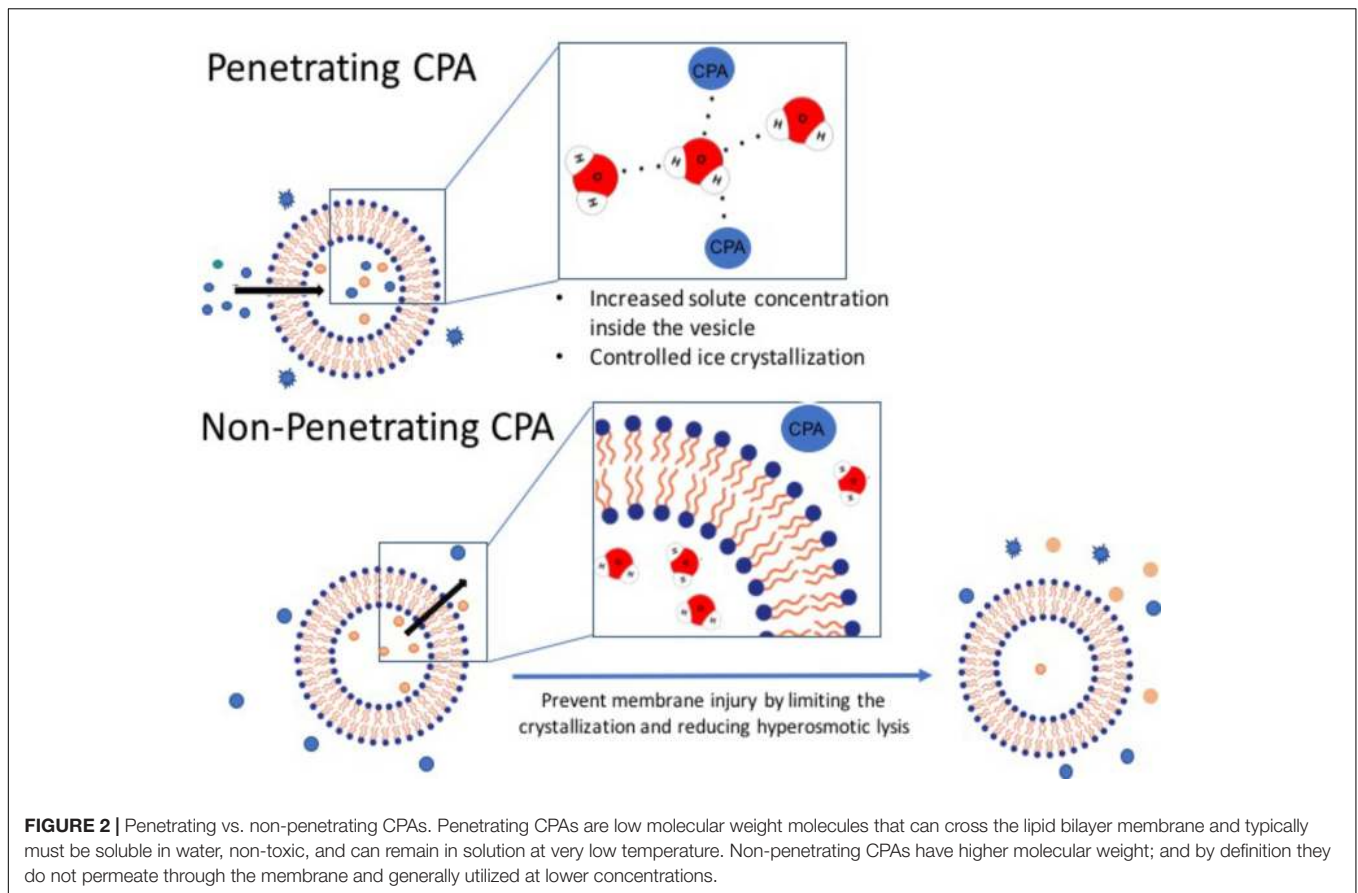 Penetrating CPA
CPA
H
O
H
H
O
H
H
O
H
CPA
• Increased solute concentration
inside the vesicle
• Controlled ice crystallization
Non-Penetrating CPA
CPA
Prevent membrane injury by limiting the
crystallization and reducing hyperosmotic lysis
FIGURE 2 | Penetrating vs. non-penetrating CPAs. Penetrating CPAs are low molecular weight molecules that can cross the lipid bilayer membrane and typically
must be soluble in water, non-toxic, and can remain in solution at very low temperature. Non-penetrating CPAs have higher molecular weight; and by definition they
do not permeate through the membrane and generally utilized at lower concentrations.